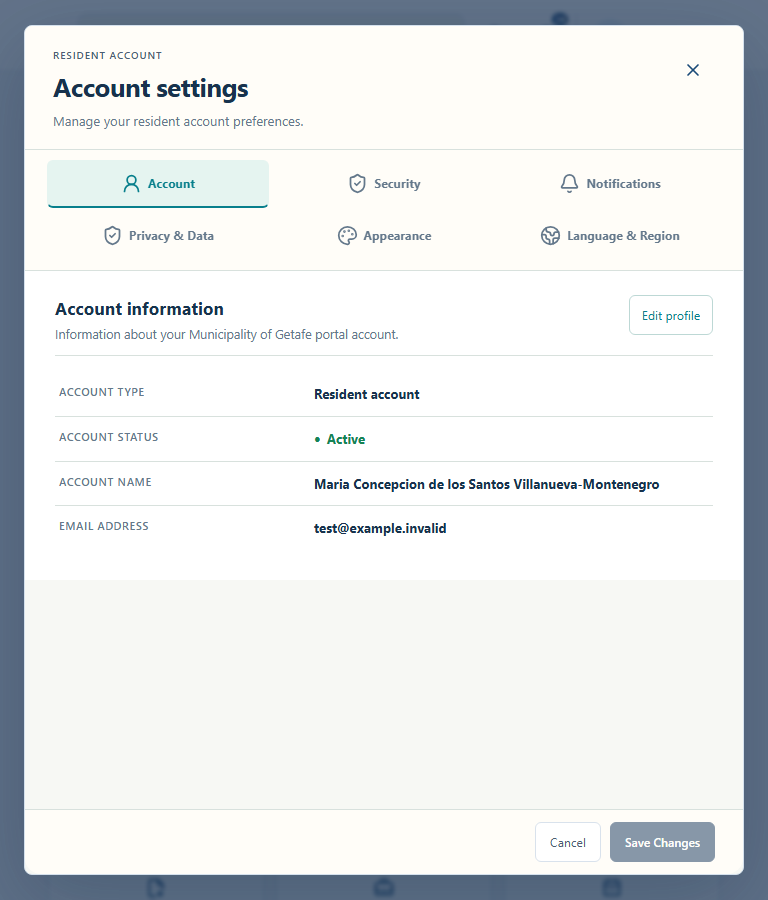 RESIDENT ACCOUNT
Account settings
Manage your resident account preferences.
Account
Security
Notifications
Privacy & Data
Appearance
Language & Region
Account information
Information about your Municipality of Getafe portal account.
Edit profile
ACCOUNT TYPE
Resident account
ACCOUNT STATUS
• Active
ACCOUNT NAME
Maria Concepcion de los Santos Villanueva-Montenegro
EMAIL ADDRESS
test@example.invalid
Cancel
Save Changes